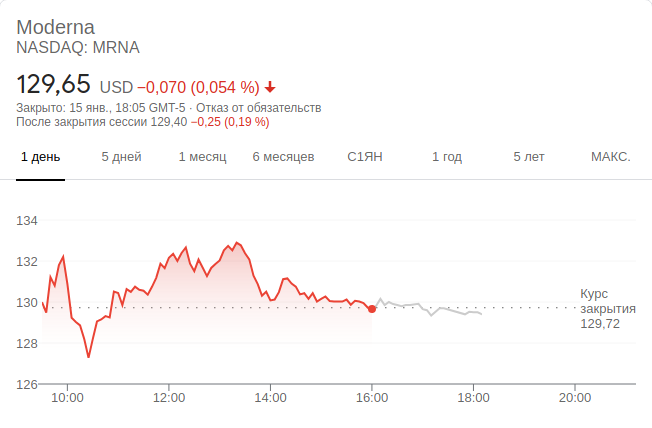 Moderna
NASDAQ: MRNA
129,65 USD −0,070 (0,054 %)
Закрыто: 15 янв., 18:05 GMT-5 · Отказ от обязательств
После закрытия сессии 129,40 −0,25 (0,19 %)
1 день 5 дней 1 месяц 6 месяцев С1ЯН 1 год 5 лет МАКС.
134
132
130
128
126
Курс
закрытия
129,72
10:00 12:00 14:00 16:00 18:00 20:00